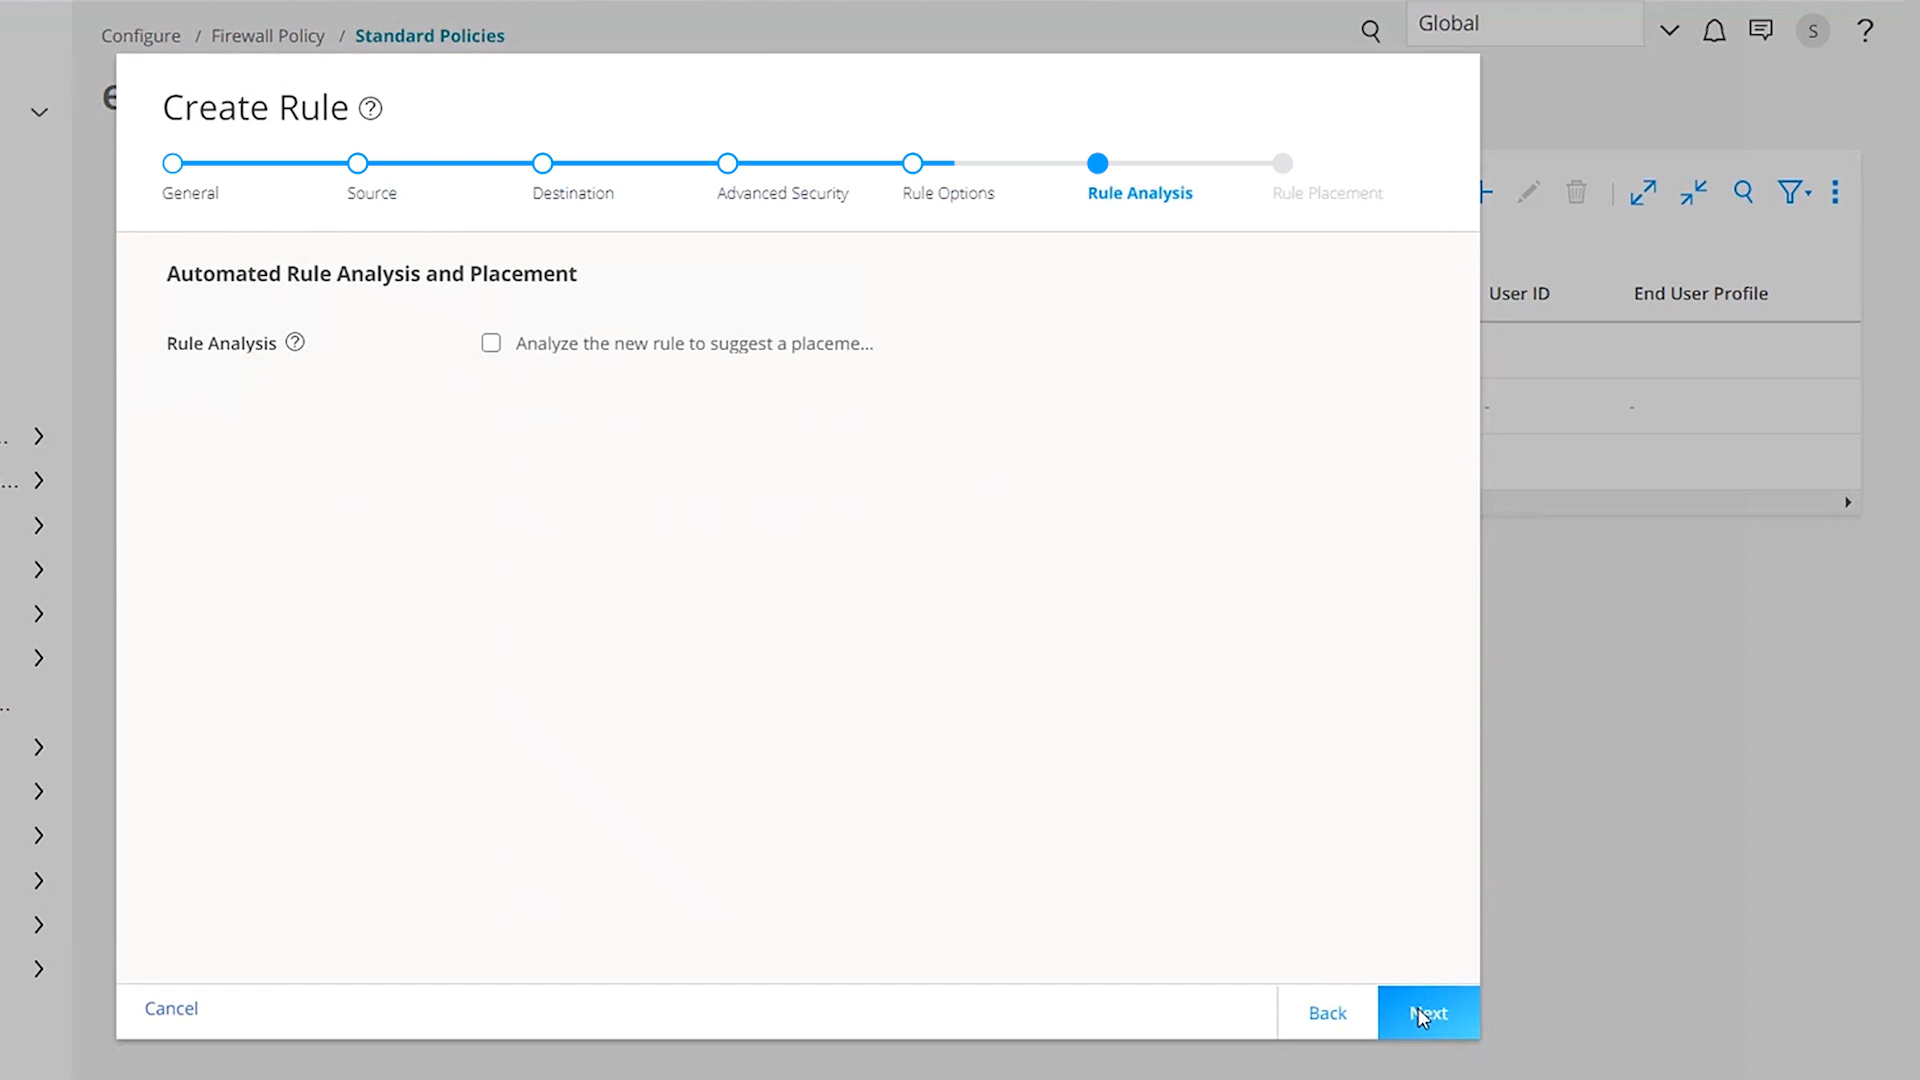 Configure / Firewall Policy / Standard Policies
Global
S
?
Create Rule ?
General
Source
Destination
Advanced Security
Rule Options
Rule Analysis
Rule Placement
Automated Rule Analysis and Placement
User ID
End User Profile
Rule Analysis ?
Analyze the new rule to suggest a placeme...
-
-
..
...
..
Cancel
Back
Next